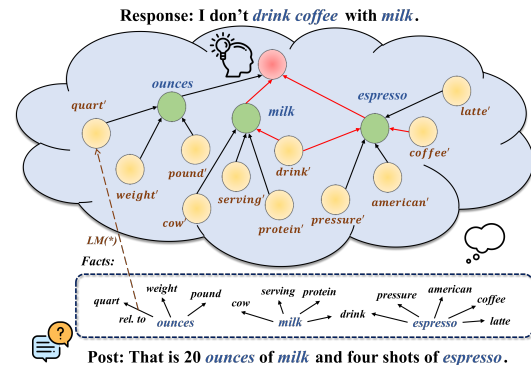 Response: I don't drink coffee with milk.
ounces
espresso
quart'
milk
latte'
weight'
pound'
drink'
coffee'
cow'
serving'
protein'
pressure'
american'
LM(*)
Facts:
quart weight pound cow serving protein drink pressure american coffee
rel. to ounces milk espresso latte
Post: That is 20 ounces of milk and four shots of espresso.